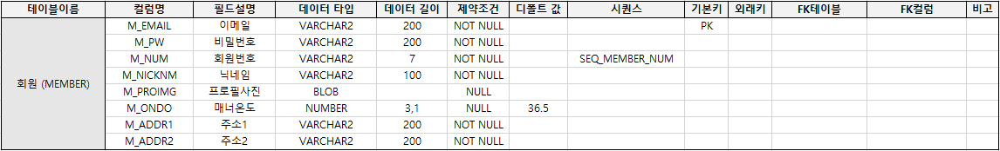 테이블이름 컬럼명 필드설명 데이터 타입 데이터 길이 제약조건 디폴트 값 시퀀스 기본키 외래키 FK테이블 FK컬럼 비고
M_EMAIL 이메일 VARCHAR2 200 NOT NULL PK
M_PW 비밀번호 VARCHAR2 200 NOT NULL
M_NUM 회원번호 VARCHAR2 7 NOT NULL SEQ_MEMBER_NUM
M_NICKNM 닉네임 VARCHAR2 100 NOT NULL
회원 (MEMBER)
M_PROIMG 프로필사진 BLOB NULL
M_ONDO 매너온도 NUMBER 3,1 NULL 36.5
M_ADDR1 주소1 VARCHAR2 200 NOT NULL
M_ADDR2 주소2 VARCHAR2 200 NOT NULL